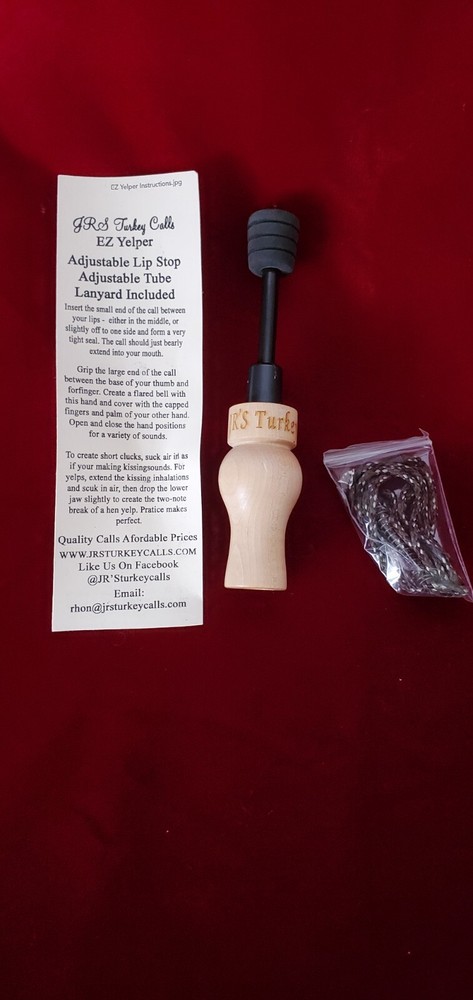 EZ Yelper Instructions.jpg
JRS Turkey Calls
EZ Yelper
Adjustable Lip Stop
Adjustable Tube
Lanyard Included
Insert the small end of the call between
your lips - either in the middle, or
slightly off to one side and form a very
tight seal. The call should just bearly
extend into your mouth.
Grip the large end of the call
between the base of your thumb and
forfinger. Create a flared bell with
this hand and cover with the capped
fingers and palm of your other hand.
Open and close the hand positions
for a variety of sounds.
To create short clucks, suck air in as
if your making kissingsounds. For
yelps, extend the kissing inhalations
and scuk in air, then drop the lower
jaw slightly to create the two-note
break of a hen yelp. Pratice makes
perfect.
Quality Calls Afordable Prices
WWW.JRSTURKEYCALLS.COM
Like Us On Facebook
@JR'STurkeycalls
Email:
rhon@jrsturkeycalls.com
R'S Turke